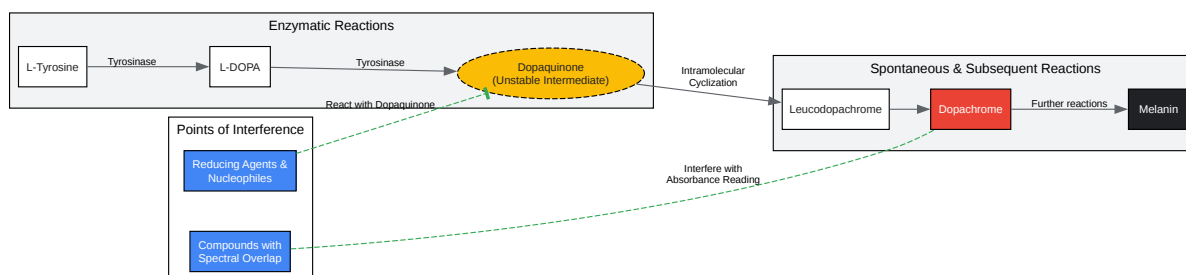 Enzymatic Reactions
L-Tyrosine
Tyrosinase
L-DOPA
Tyrosinase
Dopaquinone
(Unstable Intermediate)
Intramolecular
Cyclization
Spontaneous & Subsequent Reactions
Leucodopachrome
Dopachrome
Further reactions
Melanin
React with Dopaquinone
Points of Interference
Reducing Agents &
Nucleophiles
Interfere with
Absorbance Reading
Compounds with
Spectral Overlap